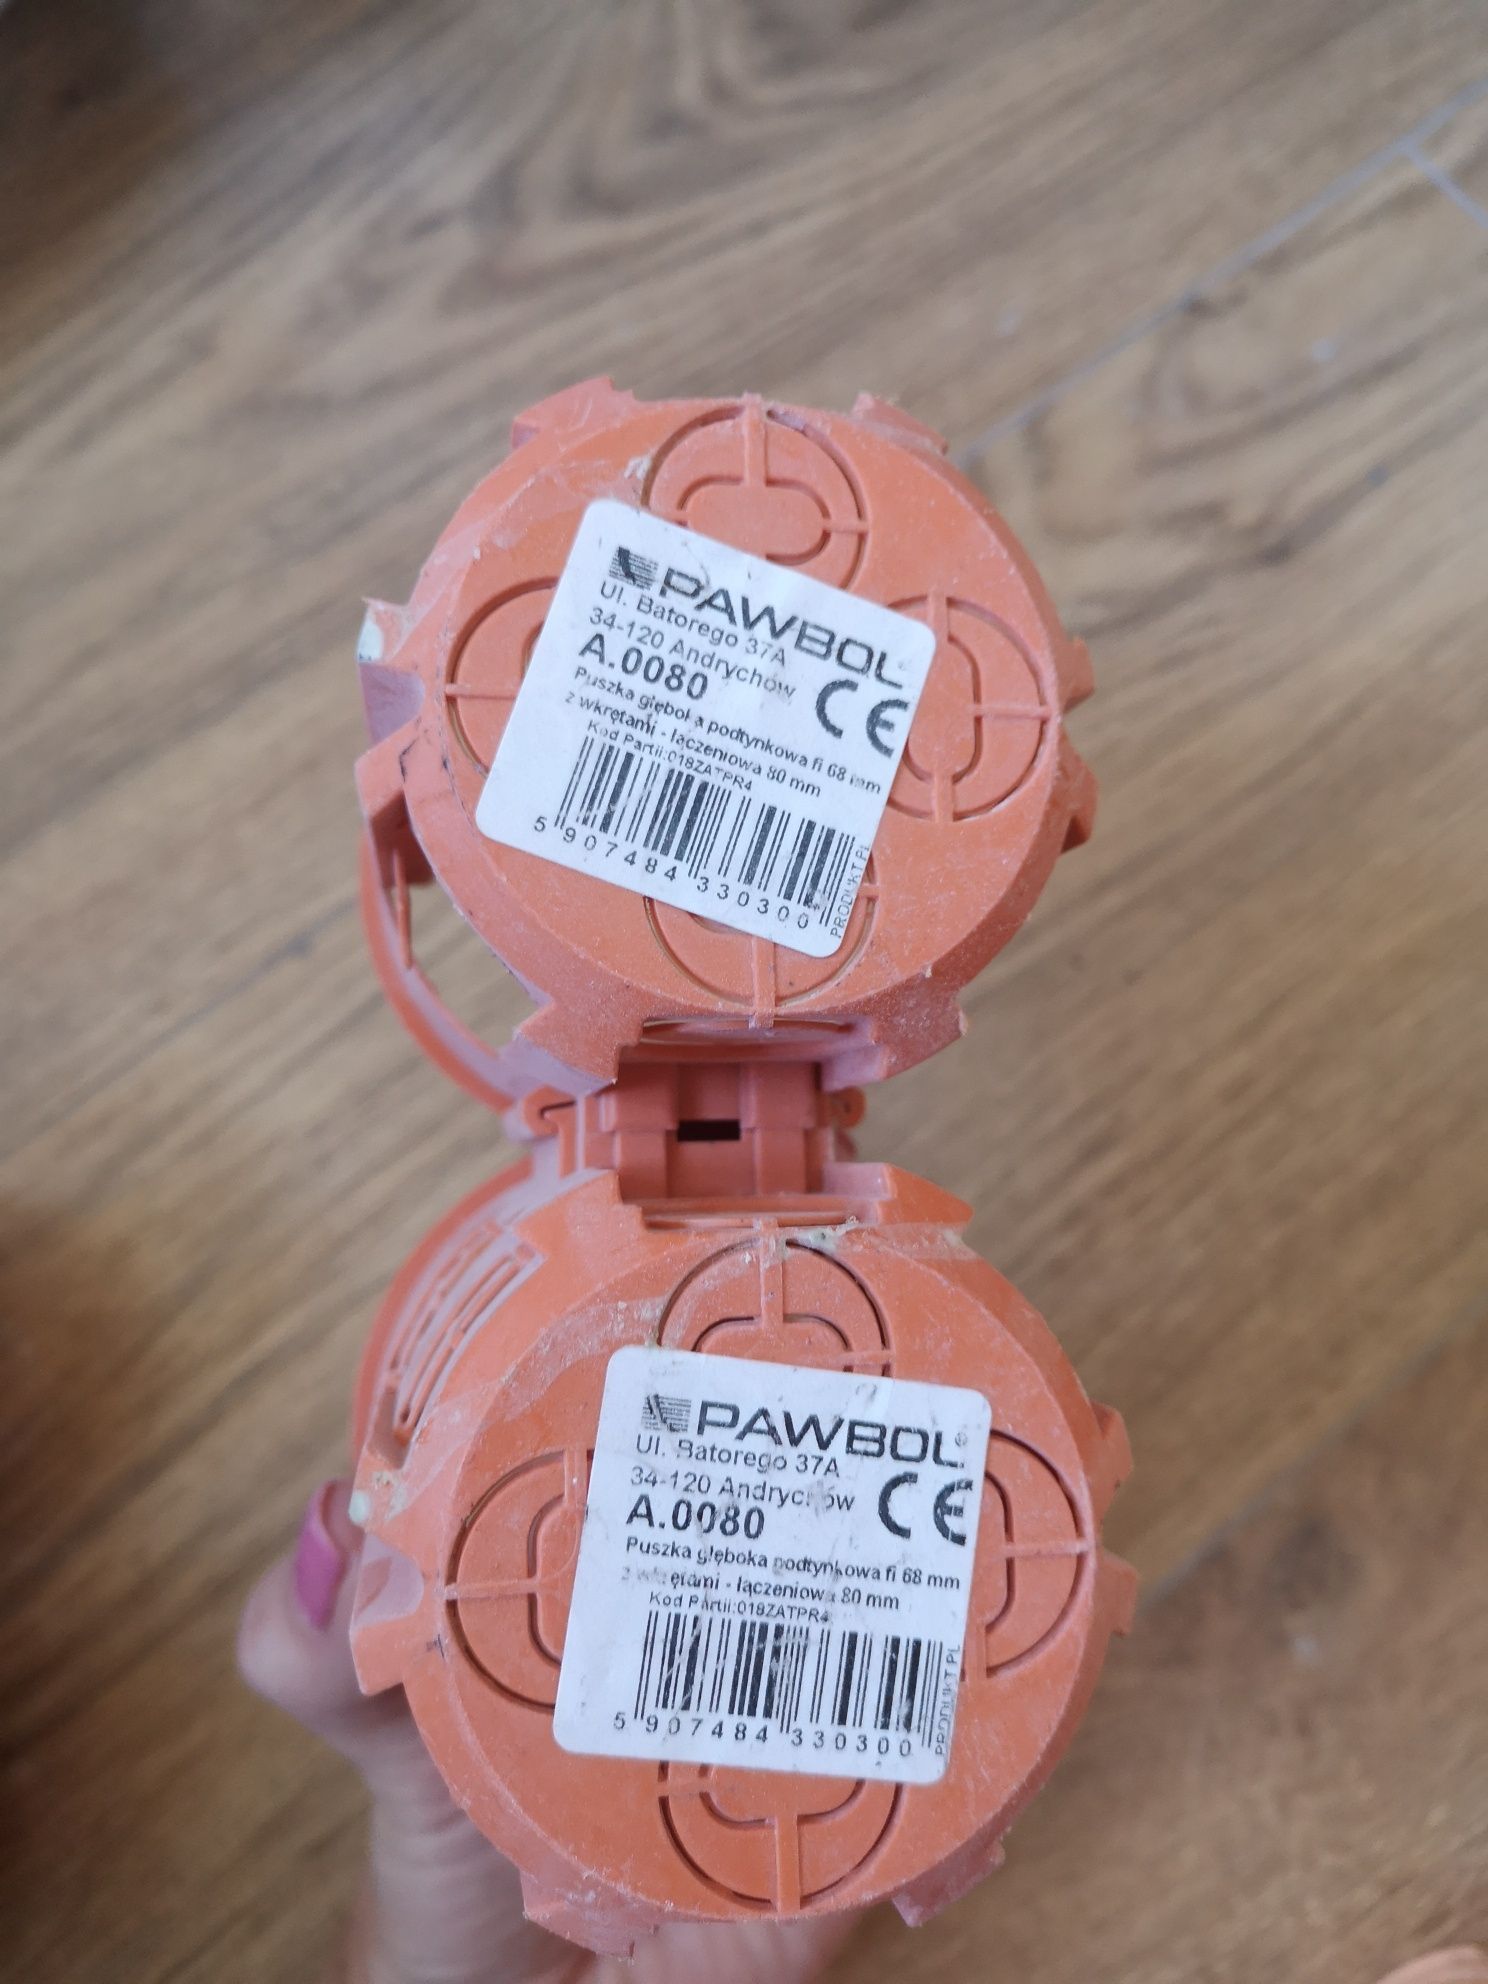 PAWBOL
Ul. Batorego 37A
34-120 Andrychów
A.0080
CE
Puszka głęboka podtynkowa fi 68 mm
z wkrętami - łączeniowa 80 mm
Kod Partii:018ZATPR4
5 907484 330300
PRODUKT PL
PAWBOL®
Ul. Batorego 37A
34-120 Andrychów
A.0080
CE
Puszka głęboka podtynkowa fi 68 mm
z wkrętami - łączeniowa 80 mm
Kod Partii:018ZATPR4
5 907484 330300
PRODUKT PL